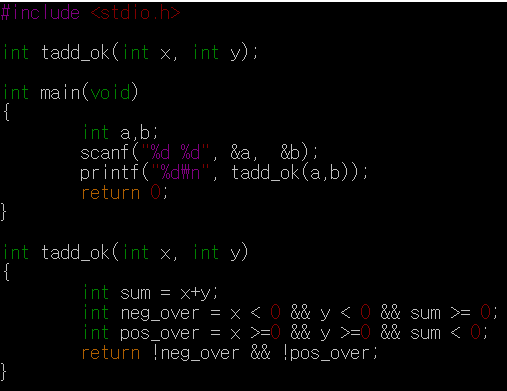 #include <stdio.h>
int tadd_ok(int x, int y);
int main(void)
{
int a,b;
scanf("%d %d", &a,  &b);
printf("%d₩n", tadd_ok(a,b));
return 0;
}
int tadd_ok(int x, int y)
{
int sum = x+y;
int neg_over = x < 0 && y < 0 && sum >= 0;
int pos_over = x >=0 && y >=0 && sum < 0;
return !neg_over && !pos_over;
}